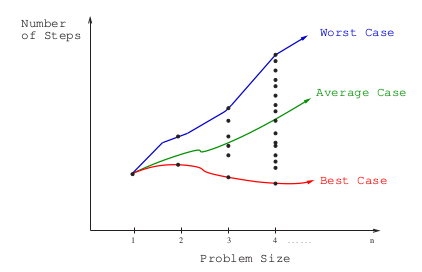 Number
of Steps
Worst Case
Average Case
Best Case
1 2 3 4 ...... n
Problem Size